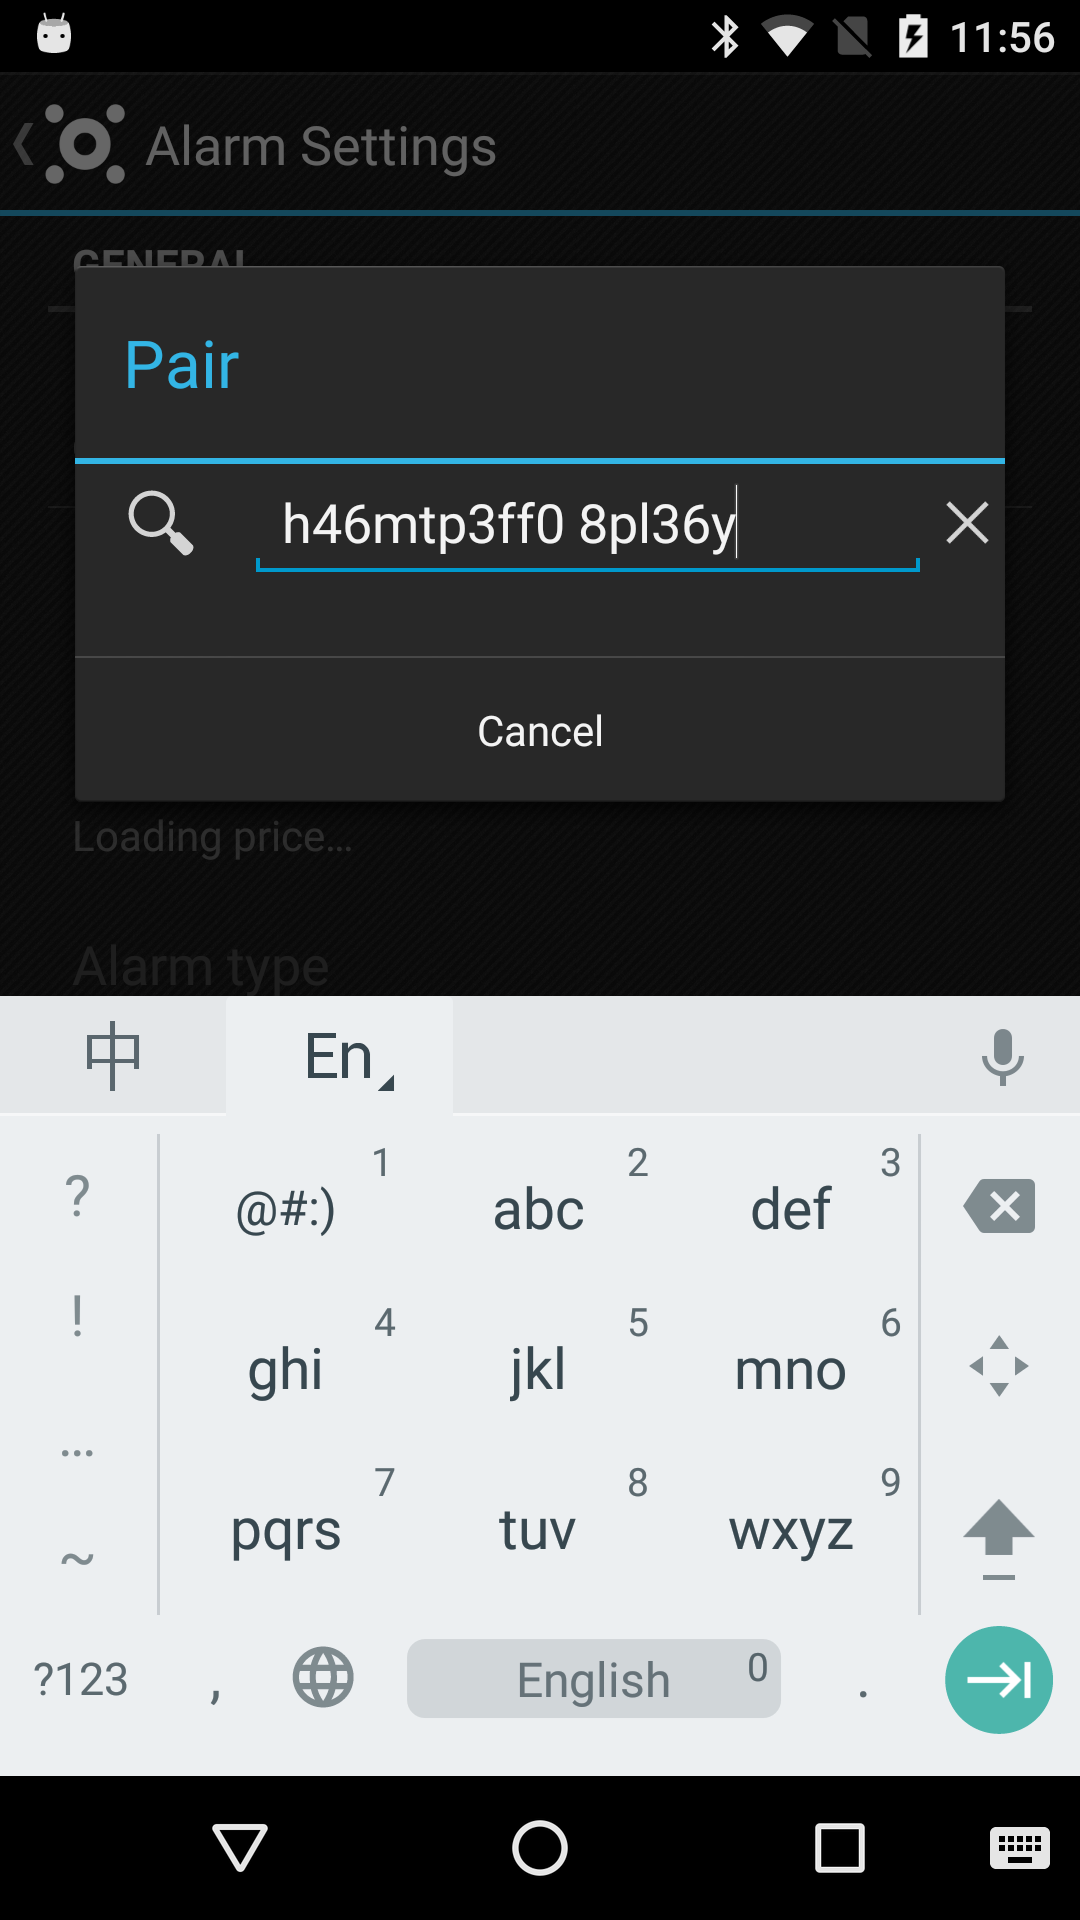 11:56
Alarm Settings
GENERAL
Pair
h46mtp3ff0 8pl36y
Cancel
Loading price...
Alarm type
中 En
? @#:) 1 abc 2 def 3
! ghi 4 jkl 5 mno 6
... pqrs 7 tuv 8 wxyz 9
~
?123 , English 0 .